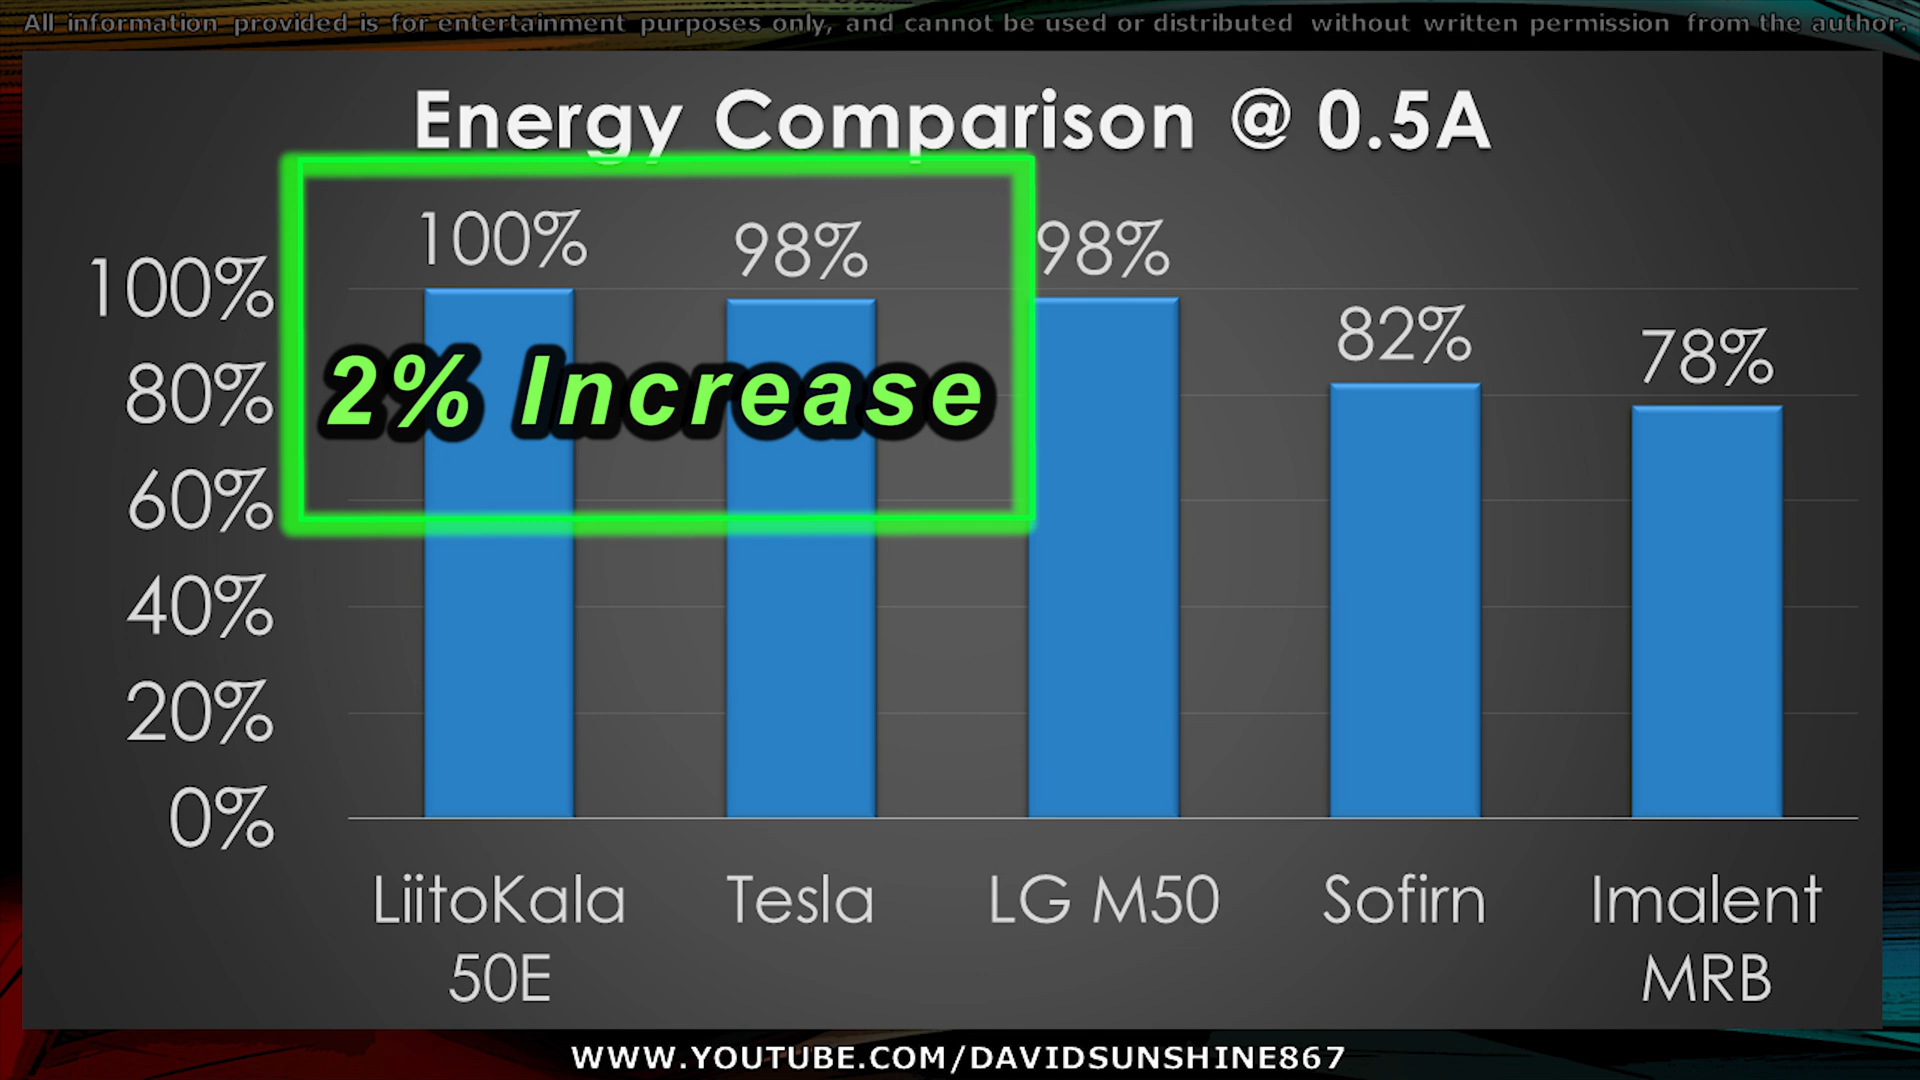 All information provided is for entertainment purposes only, and cannot be used or distributed without written permission from the author.
Energy Comparison @ 0.5A
100% 98% 98% 82% 78%
2% Increase
100%
80%
60%
40%
20%
0%
LiitoKala 50E
Tesla
LG M50
Sofirn
Imalent MRB
WWW.YOUTUBE.COM/DAVIDSUNSHINE867